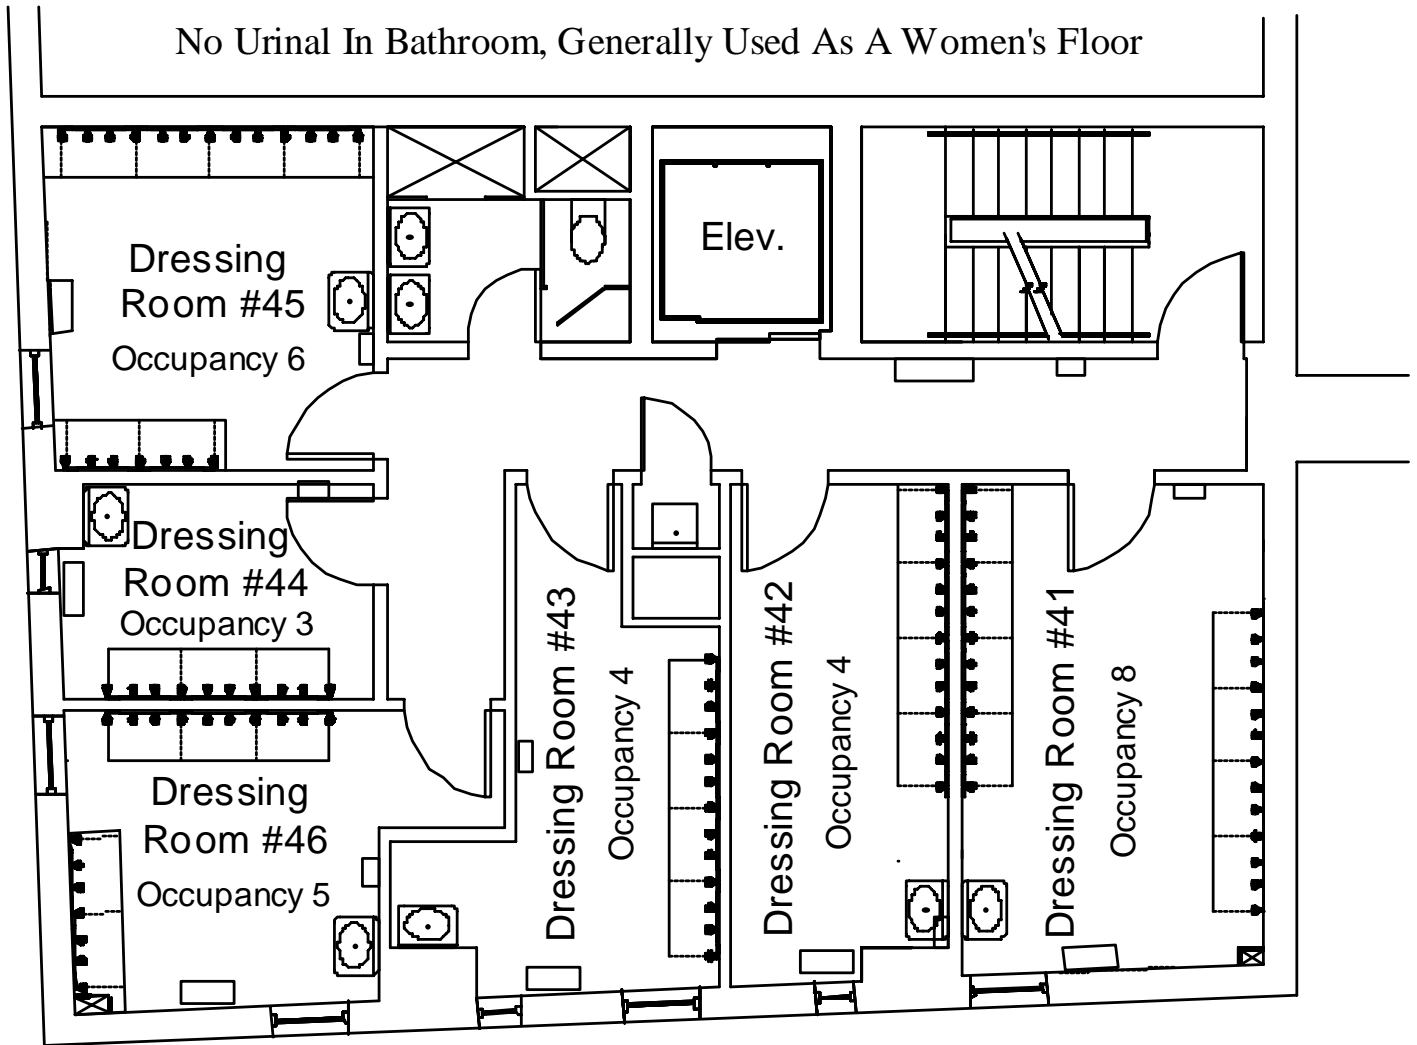 No Urinal In Bathroom, Generally Used As A Women's Floor
Elev.
Dressing
Room #45
Occupancy 6
Dressing
Room #44
Occupancy 3
Dressing
Room #46
Occupancy 5
Dressing Room #43
Occupancy 4
Dressing Room #42
Occupancy 4
Dressing Room #41
Occupancy 8